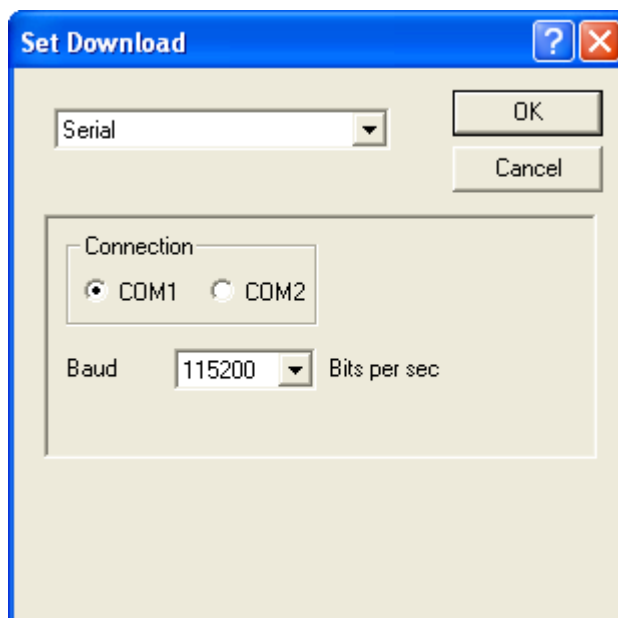 Set Download
Serial
OK
Cancel
Connection
COM1 COM2
Baud 115200 Bits per sec